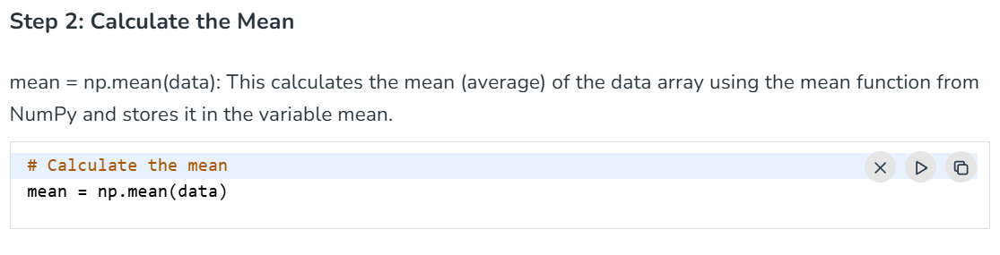 Step 2: Calculate the Mean
mean = np.mean(data): This calculates the mean (average) of the data array using the mean function from
NumPy and stores it in the variable mean.
# Calculate the mean
mean = np.mean(data)